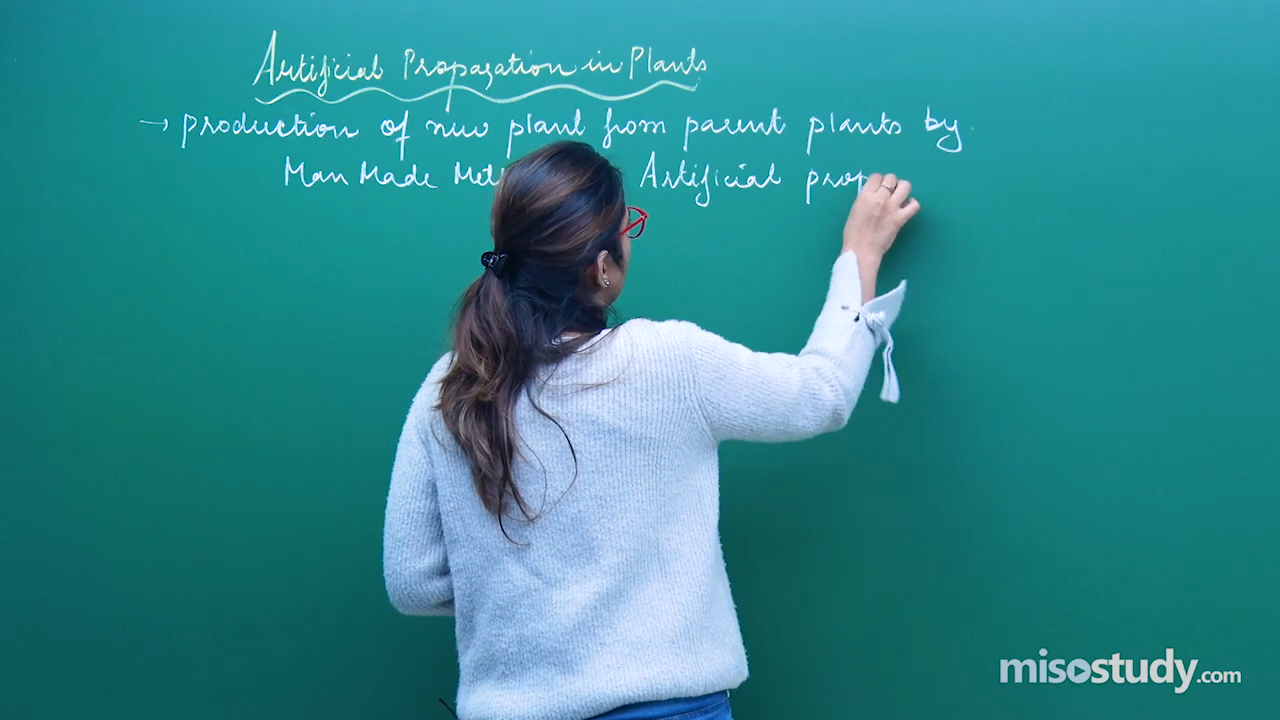 Artificial Propagation in Plants
→ production of new plant from parent plants by
Man Made Met Artificial prop
misostudy.com